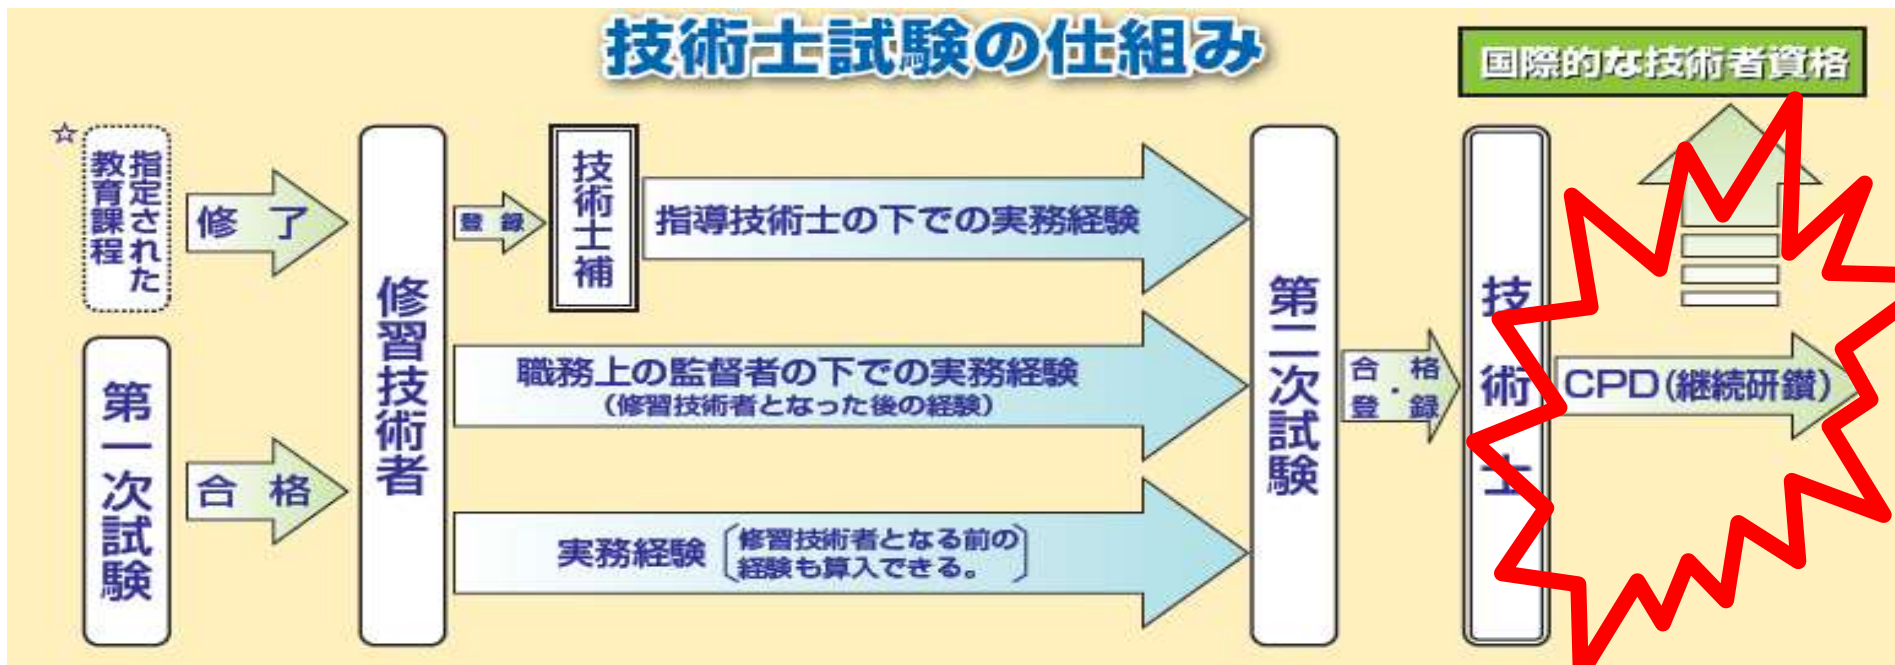 技術士試験の仕組み
国際的な技術者資格
☆
指定された
教育課程
修了
第一次試験
合格
修習技術者
登録
技術士補
指導技術士の下での実務経験
職務上の監督者の下での実務経験
(修習技術者となった後の経験)
実務経験
修習技術者となる前の
経験も算入できる。
第二次試験
合格
・
登録
技術士
CPD(継続研鑽)